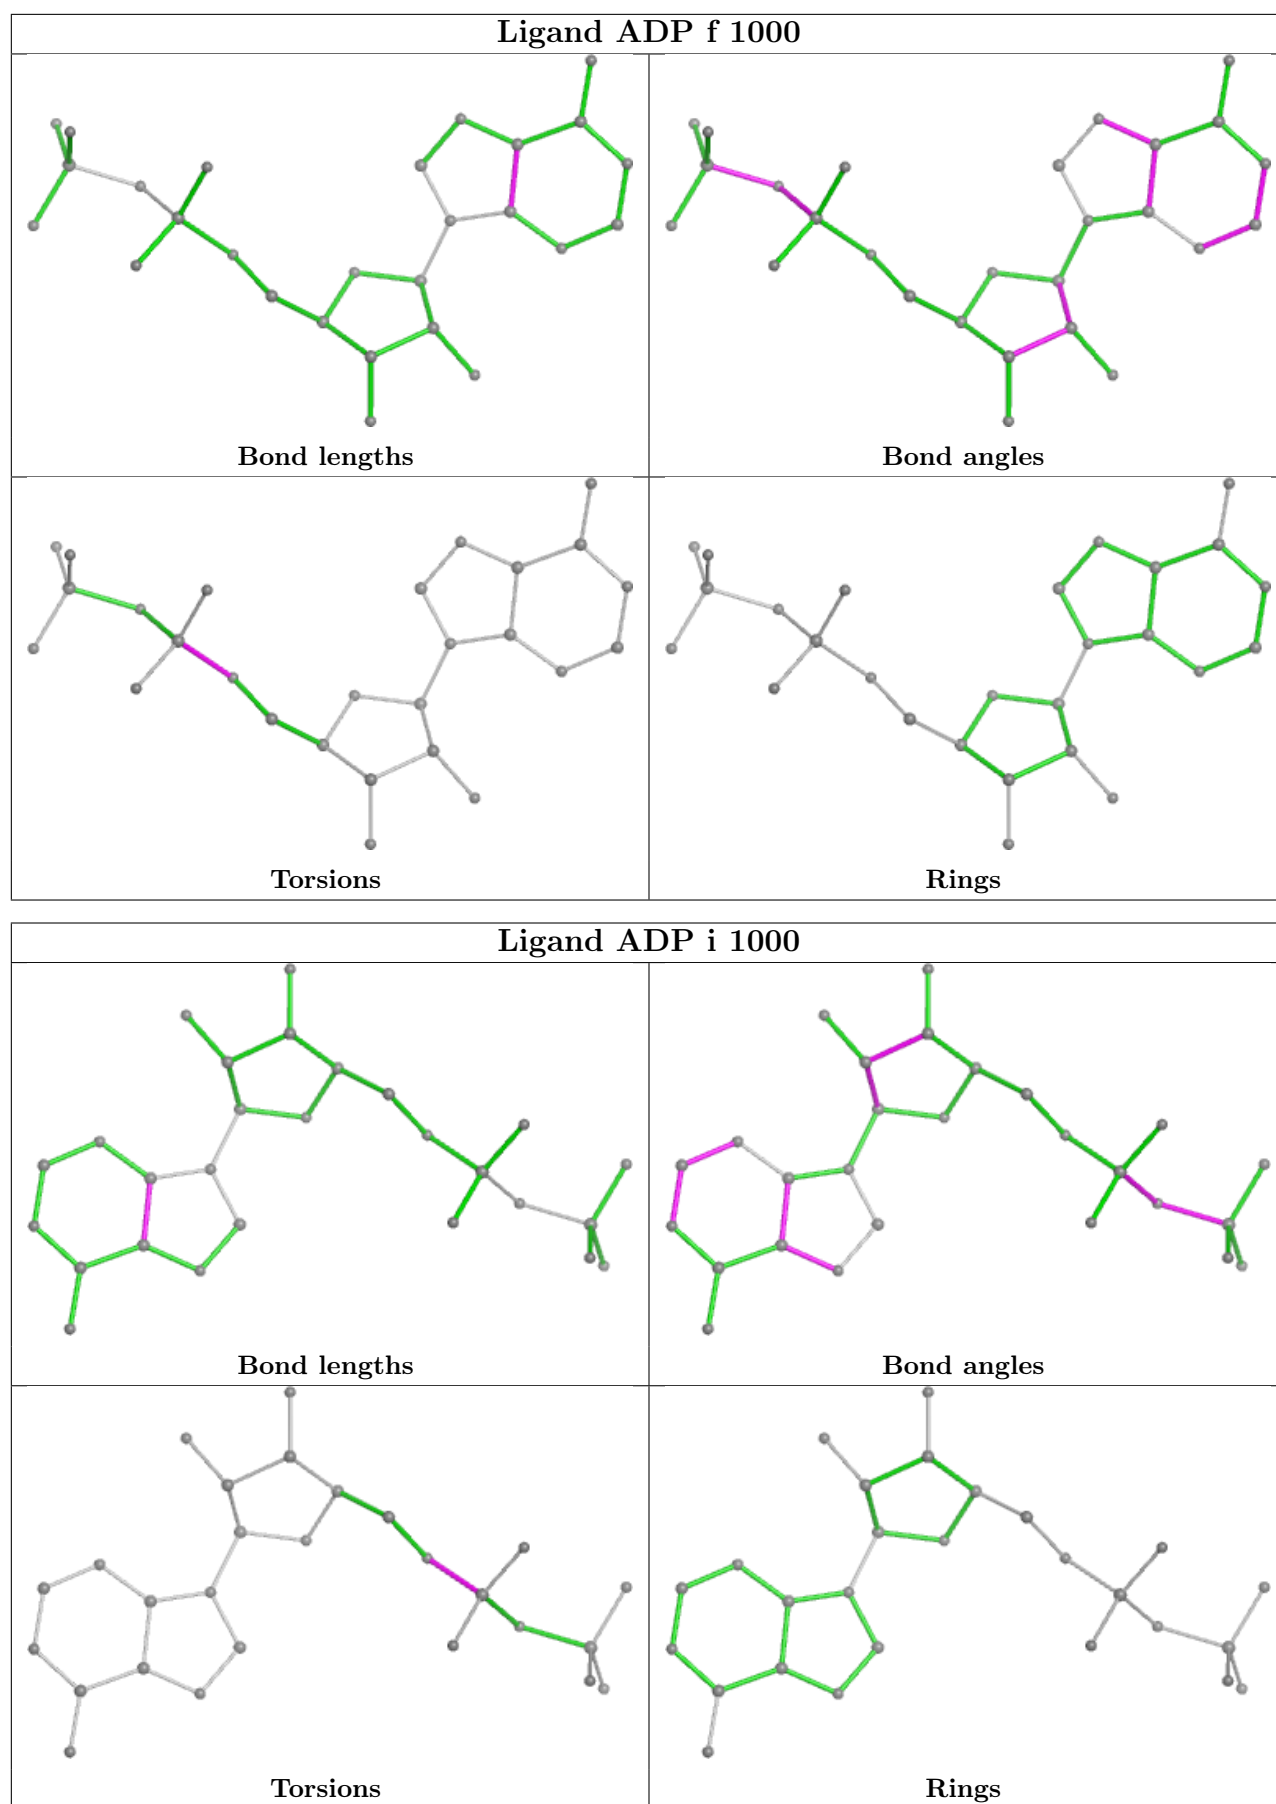 Ligand ADP f 1000
Bond lengths
Bond angles
Torsions
Rings
Ligand ADP i 1000
Bond lengths
Bond angles
Torsions
Rings